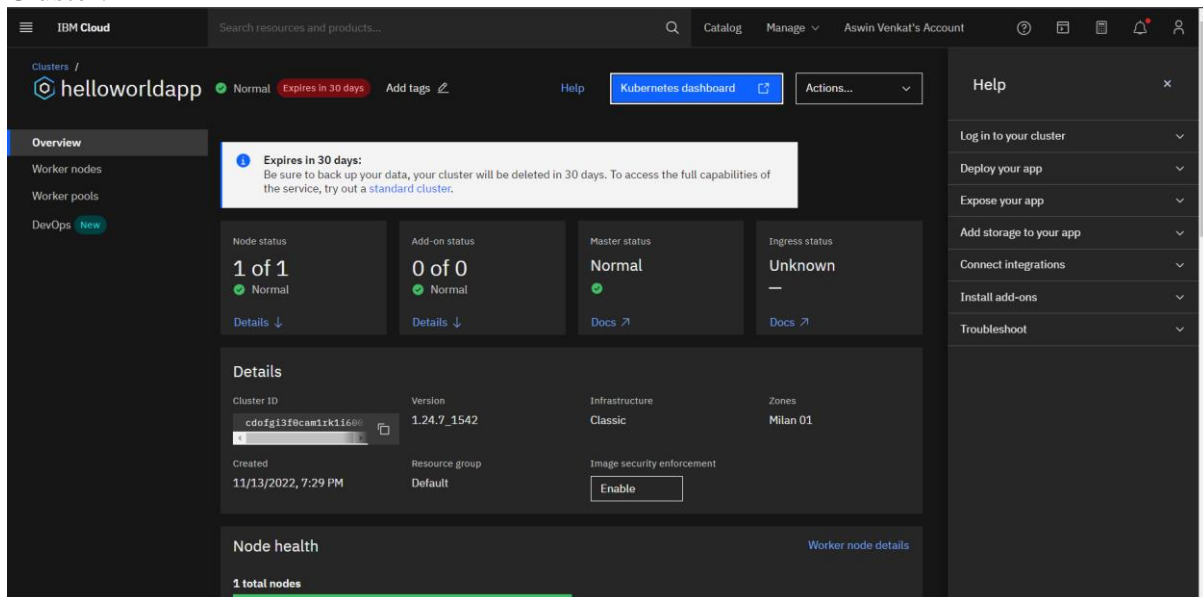 IBM Cloud
Search resources and products...
Catalog
Manage
Aswin Venkat's Account
Clusters /
helloworldapp
Normal
Expires in 30 days
Add tags
Help
Kubernetes dashboard
Actions...
Overview
Worker nodes
Worker pools
DevOps New
Expires in 30 days:
Be sure to back up your data, your cluster will be deleted in 30 days. To access the full capabilities of
the service, try out a standard cluster.
Node status
1 of 1
Normal
Details ↓
Add-on status
0 of 0
Normal
Details ↓
Master status
Normal
Docs ↗
Ingress status
Unknown
—
Docs ↗
Details
Cluster ID
Version
Infrastructure
Zones
1.24.7_1542
Classic
Milan 01
Created
Resource group
Image security enforcement
11/13/2022, 7:29 PM
Default
Enable
Node health
Worker node details
1 total nodes
Help
Log in to your cluster
Deploy your app
Expose your app
Add storage to your app
Connect integrations
Install add-ons
Troubleshoot